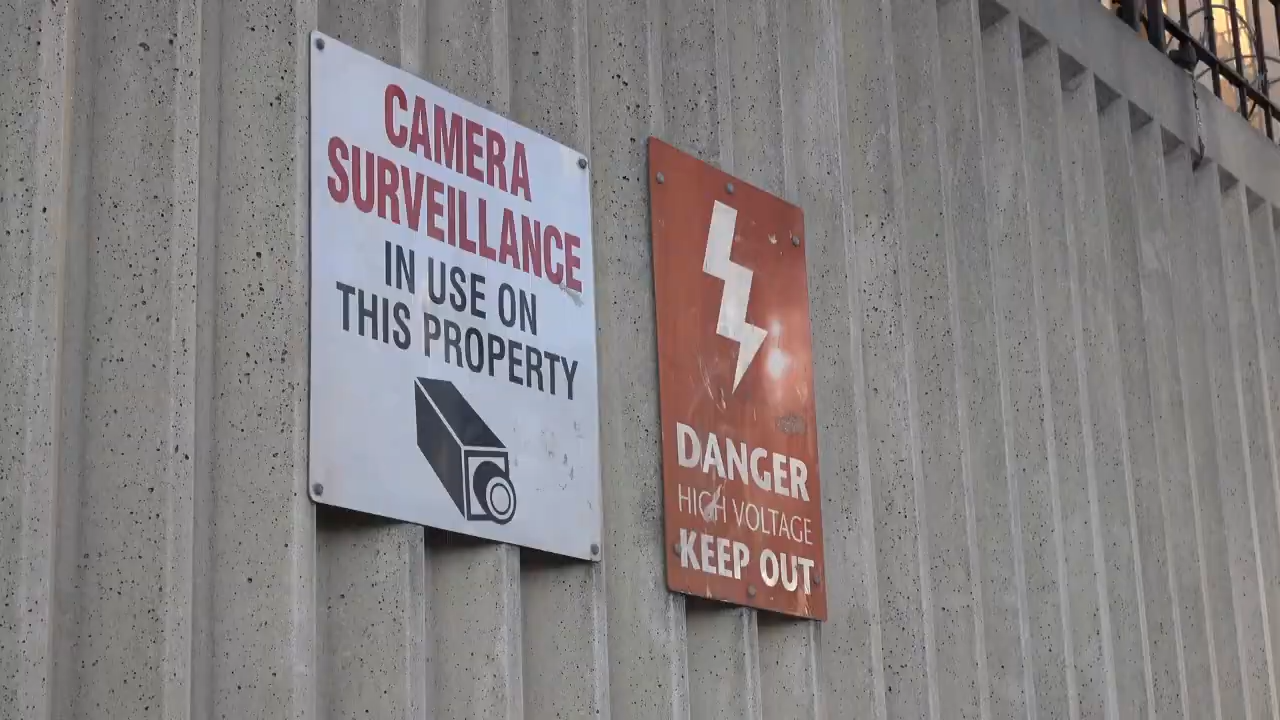 CAMERA
SURVEILLANCE
IN USE ON
THIS PROPERTY
DANGER
HIGH VOLTAGE
KEEP OUT